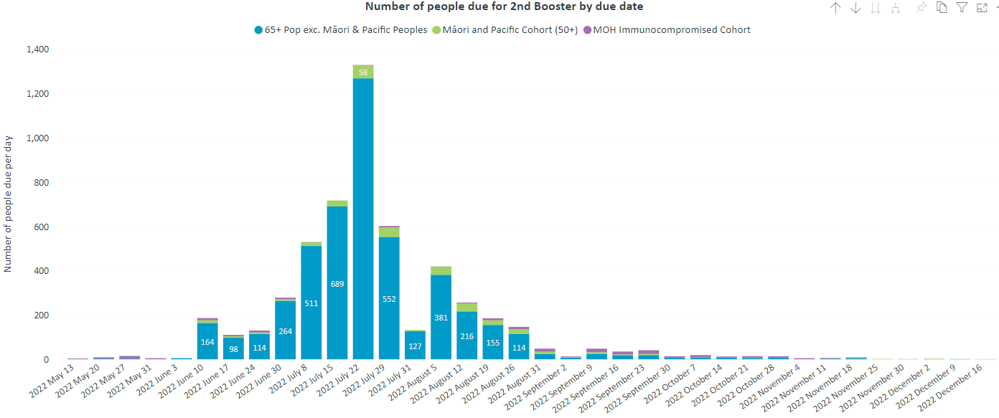 Number of people due for 2nd Booster by due date
65+ Pop exc. Māori & Pacific Peoples
Māori and Pacific Cohort (50+)
MOH Immunocompromised Cohort
Number of people due per day
1,400
1,200
1,000
800
600
400
200
0
164
98
114
264
511
689
58
552
127
381
216
155
114
2022 May 13
2022 May 20
2022 May 27
2022 May 31
2022 June 3
2022 June 10
2022 June 17
2022 June 24
2022 June 30
2022 July 8
2022 July 15
2022 July 22
2022 July 29
2022 July 31
2022 August 5
2022 August 12
2022 August 19
2022 August 26
2022 August 31
2022 September 2
2022 September 9
2022 September 16
2022 September 23
2022 September 30
2022 October 7
2022 October 14
2022 October 21
2022 October 28
2022 November 4
2022 November 11
2022 November 18
2022 November 25
2022 November 30
2022 December 2
2022 December 9
2022 December 16